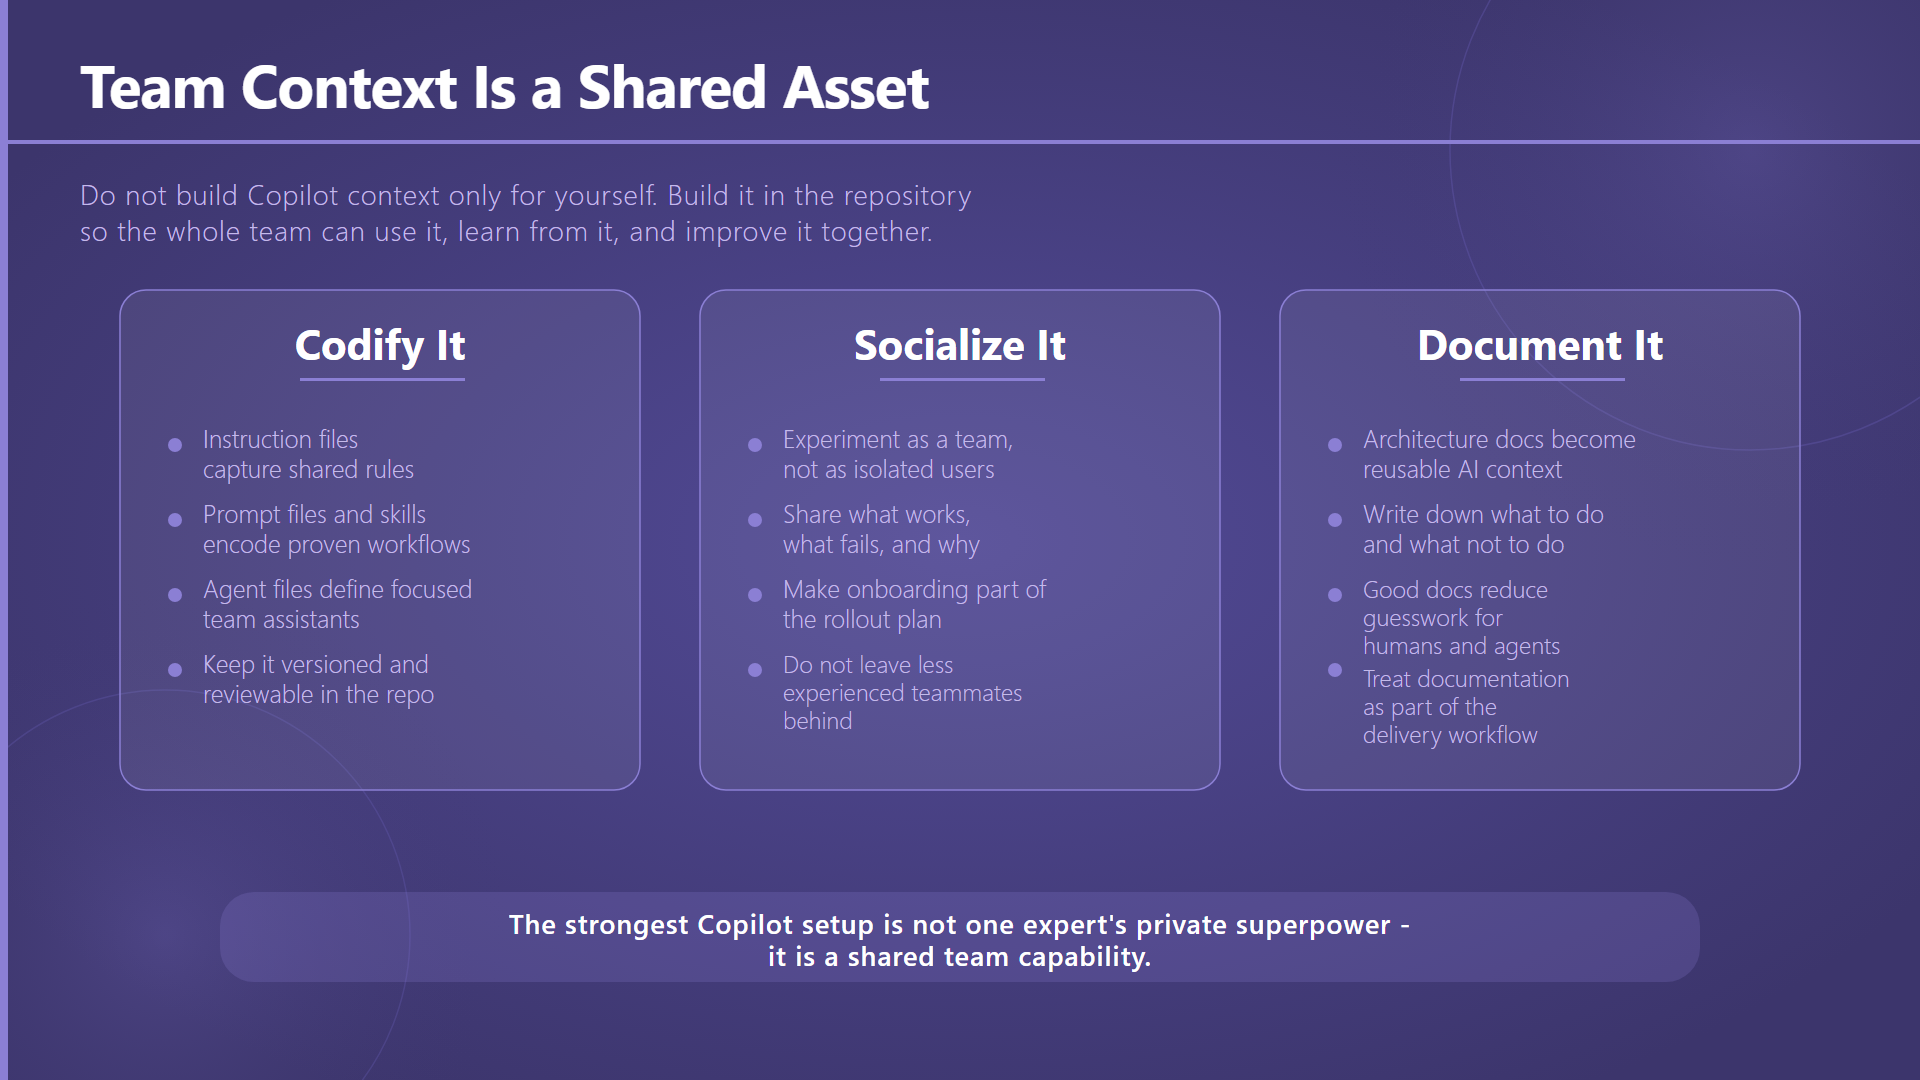 Team Context Is a Shared Asset
Do not build Copilot context only for yourself. Build it in the repository
so the whole team can use it, learn from it, and improve it together.
Codify It
Instruction files
capture shared rules
Prompt files and skills
encode proven workflows
Agent files define focused
team assistants
Keep it versioned and
reviewable in the repo
Socialize It
Experiment as a team,
not as isolated users
Share what works,
what fails, and why
Make onboarding part of
the rollout plan
Do not leave less
experienced teammates
behind
Document It
Architecture docs become
reusable AI context
Write down what to do
and what not to do
Good docs reduce
guesswork for
humans and agents
Treat documentation
as part of the
delivery workflow
The strongest Copilot setup is not one expert's private superpower -
it is a shared team capability.